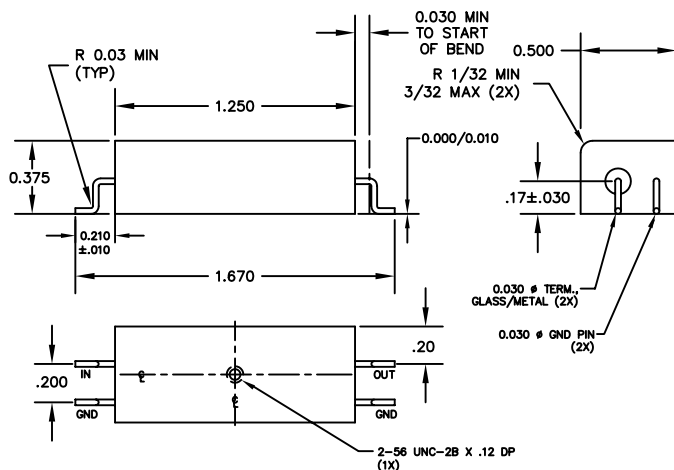 0.030 MIN
TO START
OF BEND
0.500
R 0.03 MIN
(TYP)
R 1/32 MIN
3/32 MAX (2X)
1.250
0.000/0.010
0.375
.17±.030
0.210
±.010
1.670
0.030 ø TERM.,
GLASS/METAL (2X)
0.030 ø GND PIN
(2X)
.20
IN
OUT
.200
℄
℄
GND
GND
2-56 UNC-2B X .12 DP
(1X)